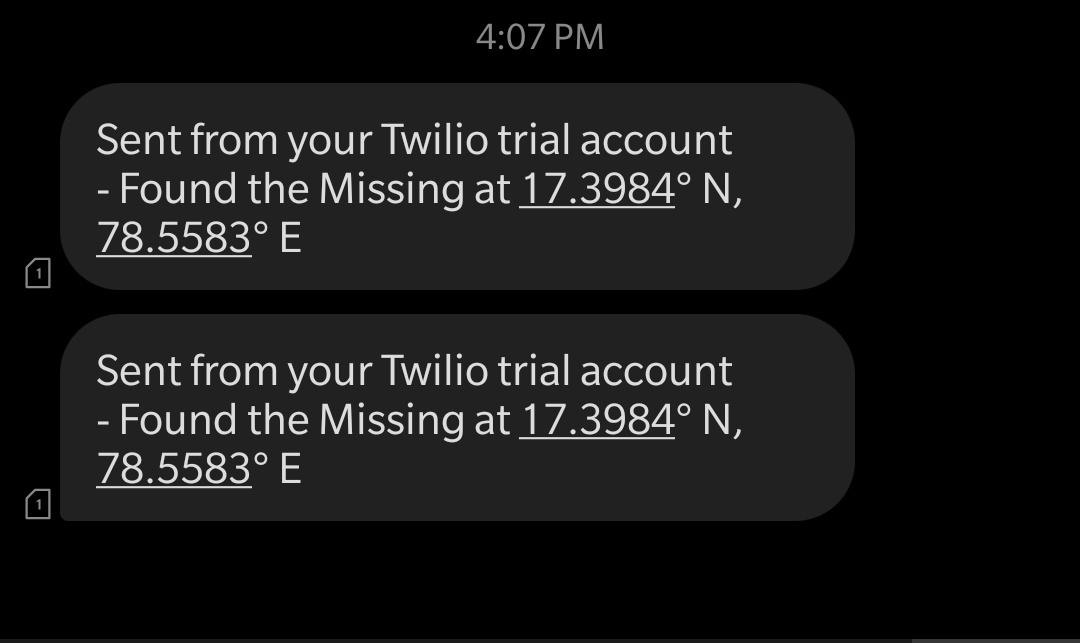 4:07 PM
Sent from your Twilio trial account
- Found the Missing at 17.3984° N,
78.5583° E
1
Sent from your Twilio trial account
- Found the Missing at 17.3984° N,
78.5583° E
1